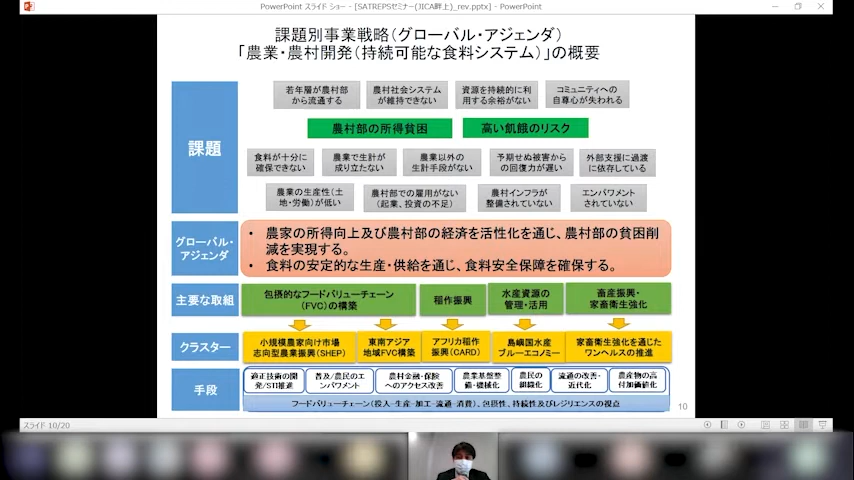 PowerPoint スライド ショー - [SATREPSセミナー(JICA畔上)_rev.pptx] - PowerPoint
課題別事業戦略(グローバル・アジェンダ)
「農業・農村開発(持続可能な食料システム)」の概要
課題
若年層が農村部
から流通する
農村社会システム
が維持できない
資源を持続的に利
用する余裕がない
コミュニティへの
自尊心が失われる
農村部の所得貧困
高い飢餓のリスク
食料が十分に
確保できない
農業で生計が
成り立たない
農業以外の
生計手段がない
予期せぬ被害から
の回復力が遅い
外部支援に過渡
に依存している
農業の生産性(土
地・労働)が低い
農村部での雇用がない
(起業、投資の不足)
農村インフラが
整備されていない
エンパワメント
されていない
グローバル・
アジェンダ
• 農家の所得向上及び農村部の経済を活性化を通じ、農村部の貧困削
減を実現する。
• 食料の安定的な生産・供給を通じ、食料安全保障を確保する。
主要な取組
包摂的なフードバリューチェーン
(FVC)の構築
稲作振興
水産資源の
管理・活用
畜産振興・
家畜衛生強化
クラスター
小規模農家向け市場
志向型農業振興(SHEP)
東南アジア
地域FVC構築
アフリカ稲作
振興(CARD)
島嶼国水産
ブルーエコノミー
家畜衛生強化を通じた
ワンヘルスの推進
手段
適正技術の開
発/STI推進
普及/農民のエ
ンパワメント
農村金融・保険
へのアクセス改善
農業基盤整
備・機械化
農民の
組織化
流通の改善・
近代化
農産物の高
付加価値化
フードバリューチェーン(投入-生産-加工-流通-消費)、包摂性、持続性及びレジリエンスの視点
10
スライド 10/20